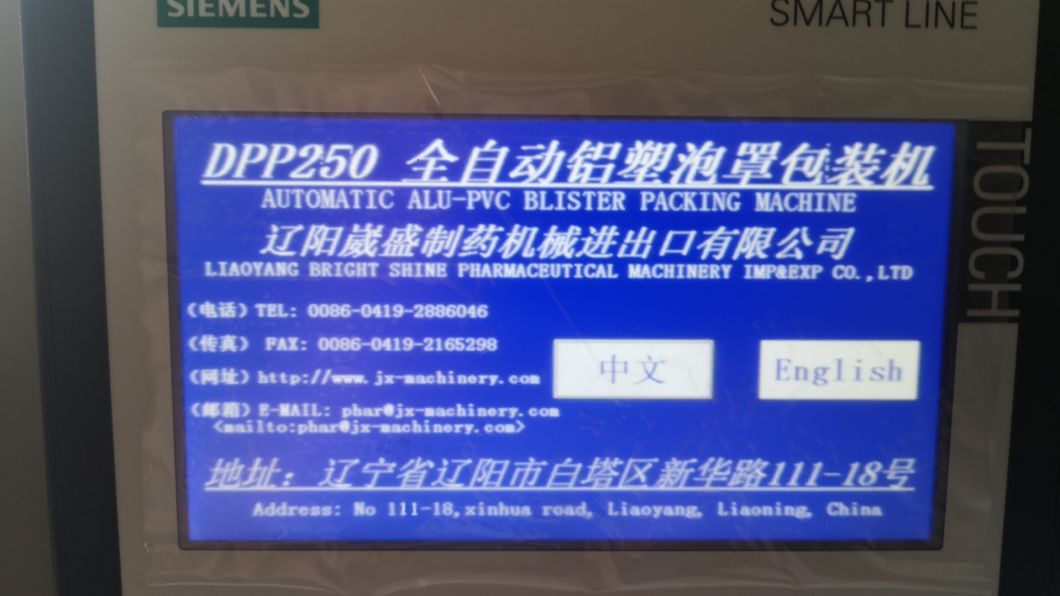 SIEMENS
SMART LINE
TOUCH
DPP250 全自动铝塑泡罩包装机
AUTOMATIC ALU-PVC BLISTER PACKING MACHINE
辽阳崴盛制药机械进出口有限公司
LIAOYANG BRIGHT SHINE PHARMACEUTICAL MACHINERY IMP&EXP CO.,LTD
(电话)TEL: 0086-0419-2886046
(传真) FAX: 0086-0419-2165298
(网址)http://www.jx-machinery.com
中文
English
(邮箱)E-MAIL: phar@jx-machinery.com
<mailto:phar@jx-machinery.com>
地址: 辽宁省辽阳市白塔区新华路111-18号
Address: No 111-18,xinhua road, Liaoyang, Liaoning, China